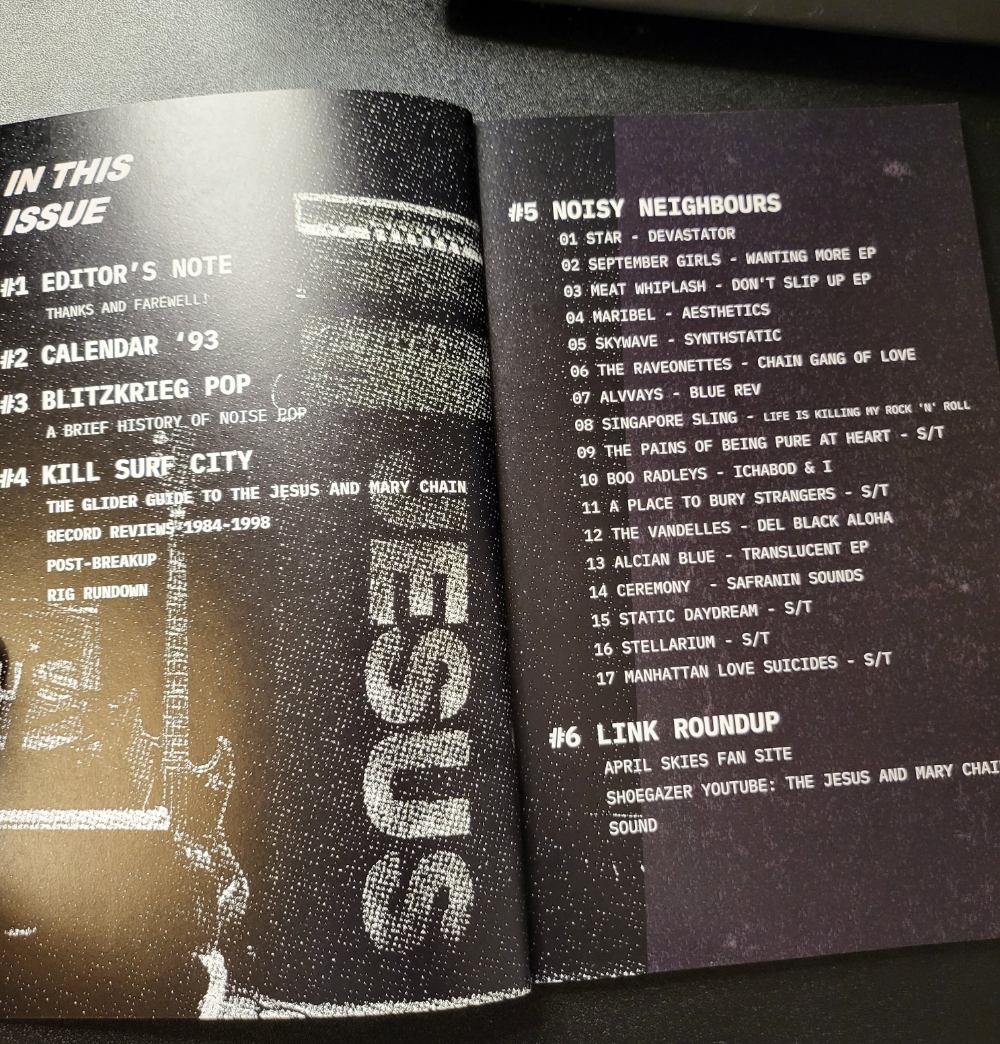 IN THIS
ISSUE
#1 EDITOR'S NOTE
THANKS AND FAREWELL!
#2 CALENDAR '93
#3 BLITZKRIEG POP
A BRIEF HISTORY OF NOISE POP
#4 KILL SURF CITY
THE GLIDER GUIDE TO THE JESUS AND MARY CHAIN
RECORD REVIEWS 1984-1998
POST-BREAKUP
RIG RUNDOWN
JESUS
#5 NOISY NEIGHBOURS
01 STAR - DEVASTATOR
02 SEPTEMBER GIRLS - WANTING MORE EP
03 MEAT WHIPLASH - DON'T SLIP UP EP
04 MARIBEL - AESTHETICS
05 SKYWAVE - SYNTHSTATIC
06 THE RAVEONETTES - CHAIN GANG OF LOVE
07 ALVVAYS - BLUE REV
08 SINGAPORE SLING - LIFE IS KILLING MY ROCK 'N' ROLL
09 THE PAINS OF BEING PURE AT HEART - S/T
10 BOO RADLEYS - ICHABOD & I
11 A PLACE TO BURY STRANGERS - S/T
12 THE VANDELLES - DEL BLACK ALOHA
13 ALCIAN BLUE - TRANSLUCENT EP
14 CEREMONY - SAFRANIN SOUNDS
15 STATIC DAYDREAM - S/T
16 STELLARIUM - S/T
17 MANHATTAN LOVE SUICIDES - S/T
#6 LINK ROUNDUP
APRIL SKIES FAN SITE
SHOEGAZER YOUTUBE: THE JESUS AND MARY CHAI
SOUND